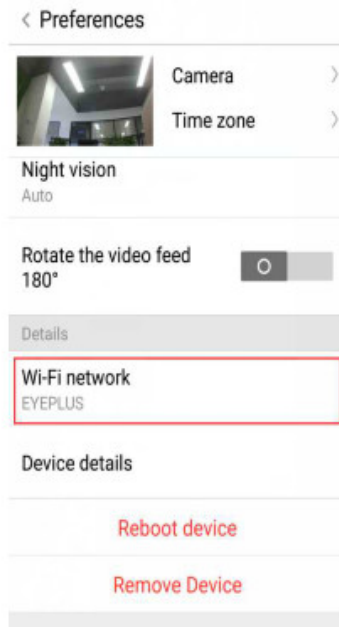 Preferences
Camera
Time zone
Night vision
Auto
Rotate the video feed
180°
Details
Wi-Fi network
EYEPLUS
Device details
Reboot device
Remove Device